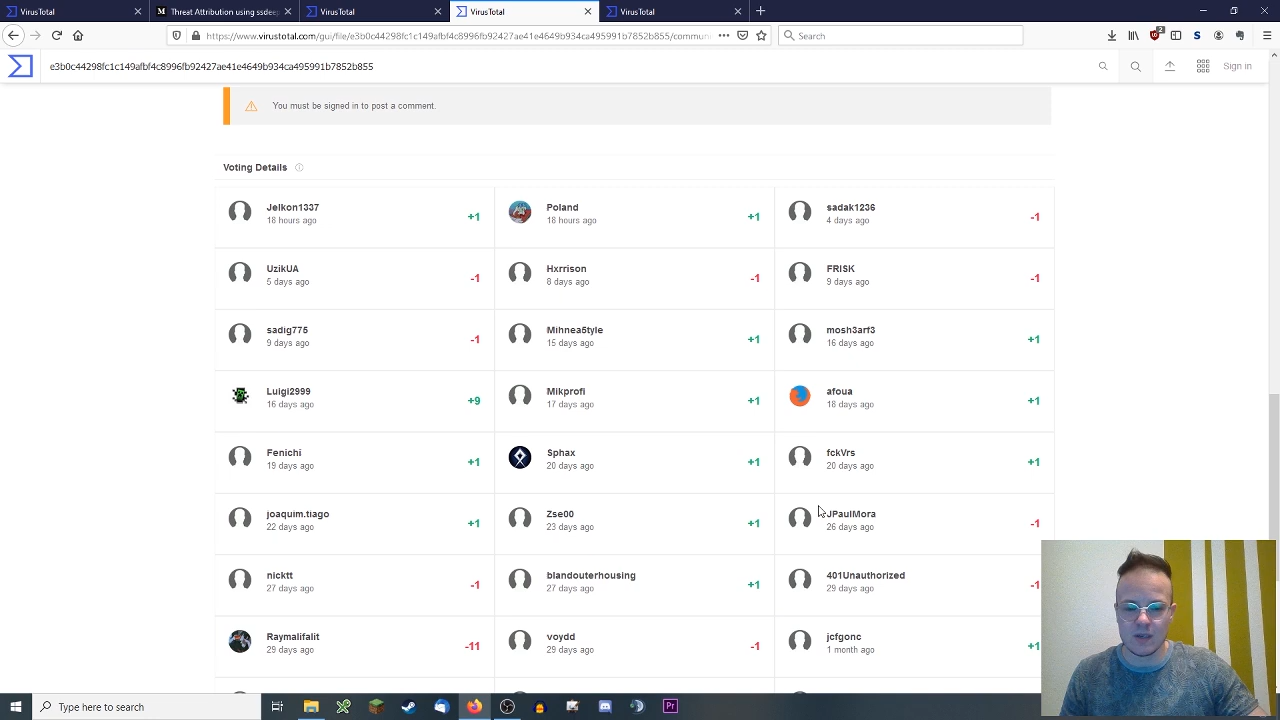 VirusTotal
Threat Attribution using ssdeep
VirusTotal
VirusTotal
VirusTotal
https://www.virustotal.com/gui/file/e3b0c44298fc1c149afbf4c8996fb92427ae41e4649b934ca495991b7852b855/commun
Search
2
e3b0c44298fc1c149afbf4c8996fb92427ae41e4649b934ca495991b7852b855
Sign in
You must be signed in to post a comment.
Voting Details
Jelkon1337
18 hours ago
+1
Poland
18 hours ago
+1
sadak1236
4 days ago
-1
UzikUA
5 days ago
-1
Hxrrison
8 days ago
-1
FRISK
9 days ago
-1
sadig775
9 days ago
-1
Mihnea5tyle
15 days ago
+1
mosh3arf3
16 days ago
+1
Luigi2999
16 days ago
+9
Mikprofi
17 days ago
+1
afoua
18 days ago
+1
Fenichi
19 days ago
+1
Sphax
20 days ago
+1
fckVrs
20 days ago
+1
joaquim.tiago
22 days ago
+1
Zse00
23 days ago
+1
JPaulMora
26 days ago
-1
nicktt
27 days ago
-1
blandouterhousing
27 days ago
+1
401Unauthorized
29 days ago
-1
Raymalifalit
29 days ago
-11
voydd
29 days ago
-1
jcfgonc
1 month ago
+1
Type here to search
Pr